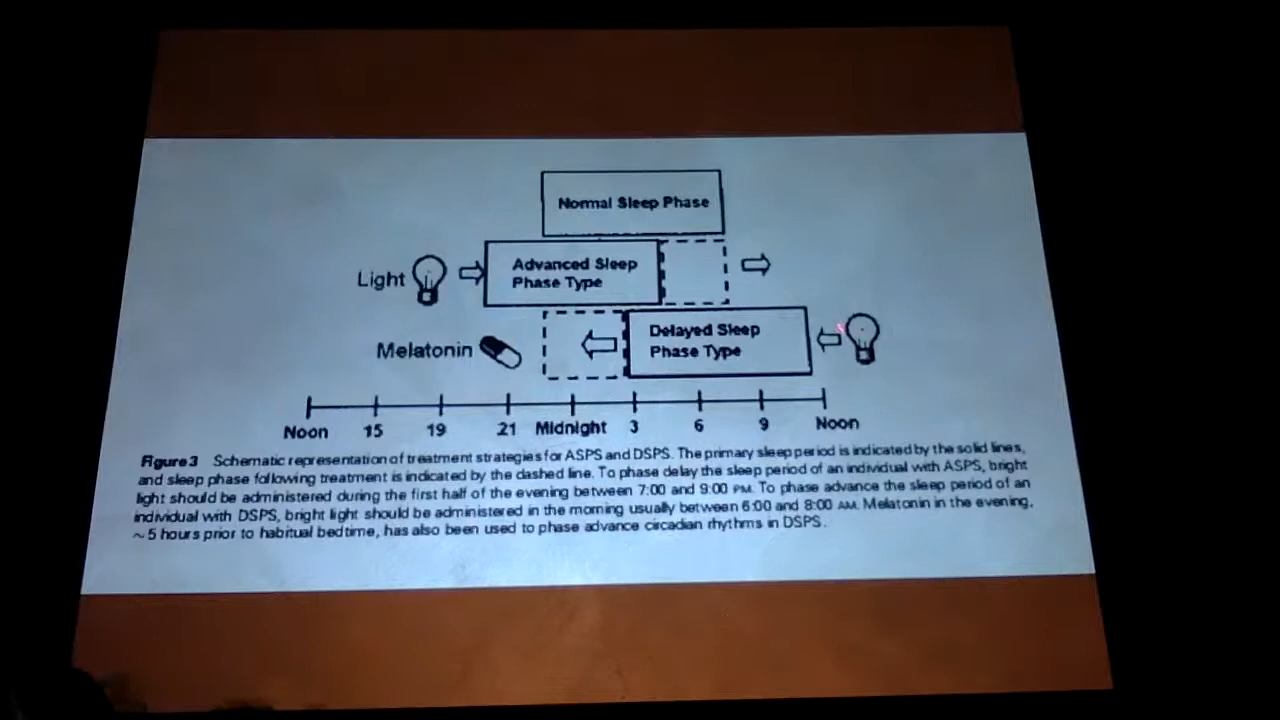 Normal Sleep Phase
Light
Advanced Sleep
Phase Type
Melatonin
Delayed Sleep
Phase Type
Noon 15 19 21 Midnight 3 6 9 Noon
Figure 3 Schematic representation of treatment strategies for ASPS and DSPS. The primary sleep period is indicated by the solid lines,
and sleep phase following treatment is indicated by the dashed line. To phase delay the sleep period of an individual with ASPS, bright
light should be administered during the first half of the evening between 7:00 and 9:00 PM. To phase advance the sleep period of an
individual with DSPS, bright light should be administered in the morning usually between 6:00 and 8:00 AM. Melatonin in the evening,
~5 hours prior to habitual bedtime, has also been used to phase advance circadian rhythms in DSPS.